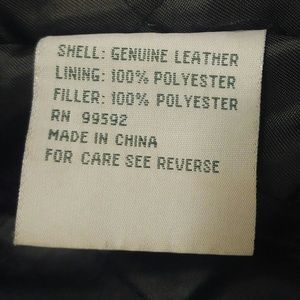 SHELL: GENUINE LEATHER
LINING: 100% POLYESTER
FILLER: 100% POLYESTER
RN 99592
MADE IN CHINA
FOR CARE SEE REVERSE